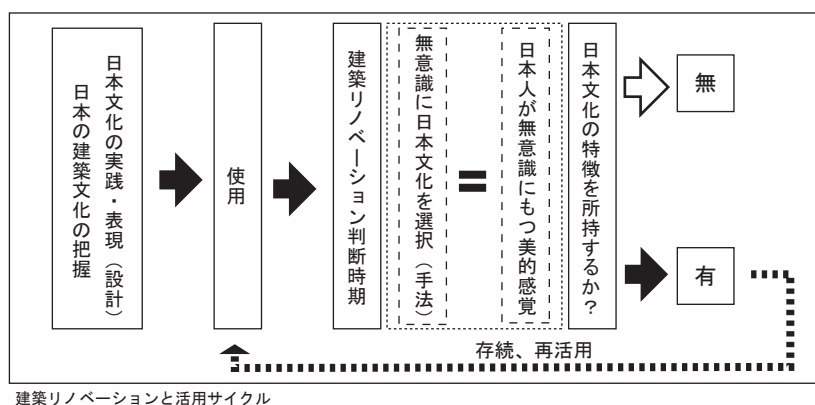 日本文化の実践・表現（設計）
日本の建築文化の把握
使用
建築リノベーション判断時期
無意識に日本文化を選択（手法）
＝
日本人が無意識にもつ美的感覚
日本文化の特徴を所持するか？
無
有
存続、再活用
建築リノベーションと活用サイクル